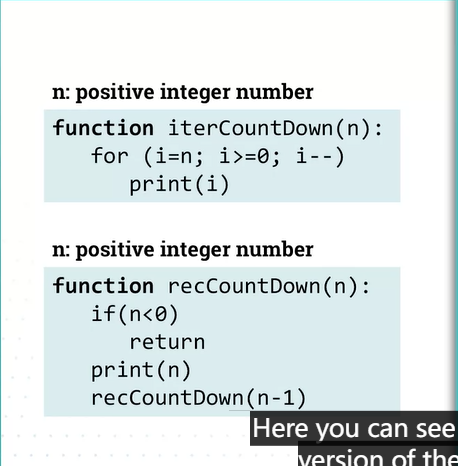 n: positive integer number
function iterCountDown(n):
for (i=n; i>=0; i--)
print(i)
n: positive integer number
function recCountDown(n):
if(n<0)
return
print(n)
recCountDown(n-1)
Here you can see
version of the